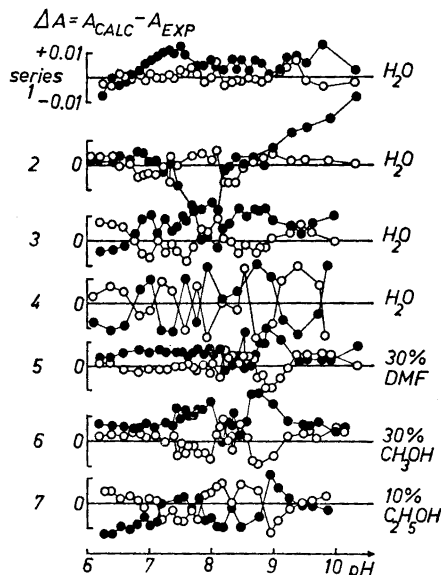 ΔA = A_CALC − A_EXP
+0.01
series
1 −0.01
H₂O
2 0 H₂O
3 0
4 0 H₂O
5 0 30% DMF
6 0 30% CH₃OH
7 0 10% C₂H₅OH
6 7 8 9 10 pH